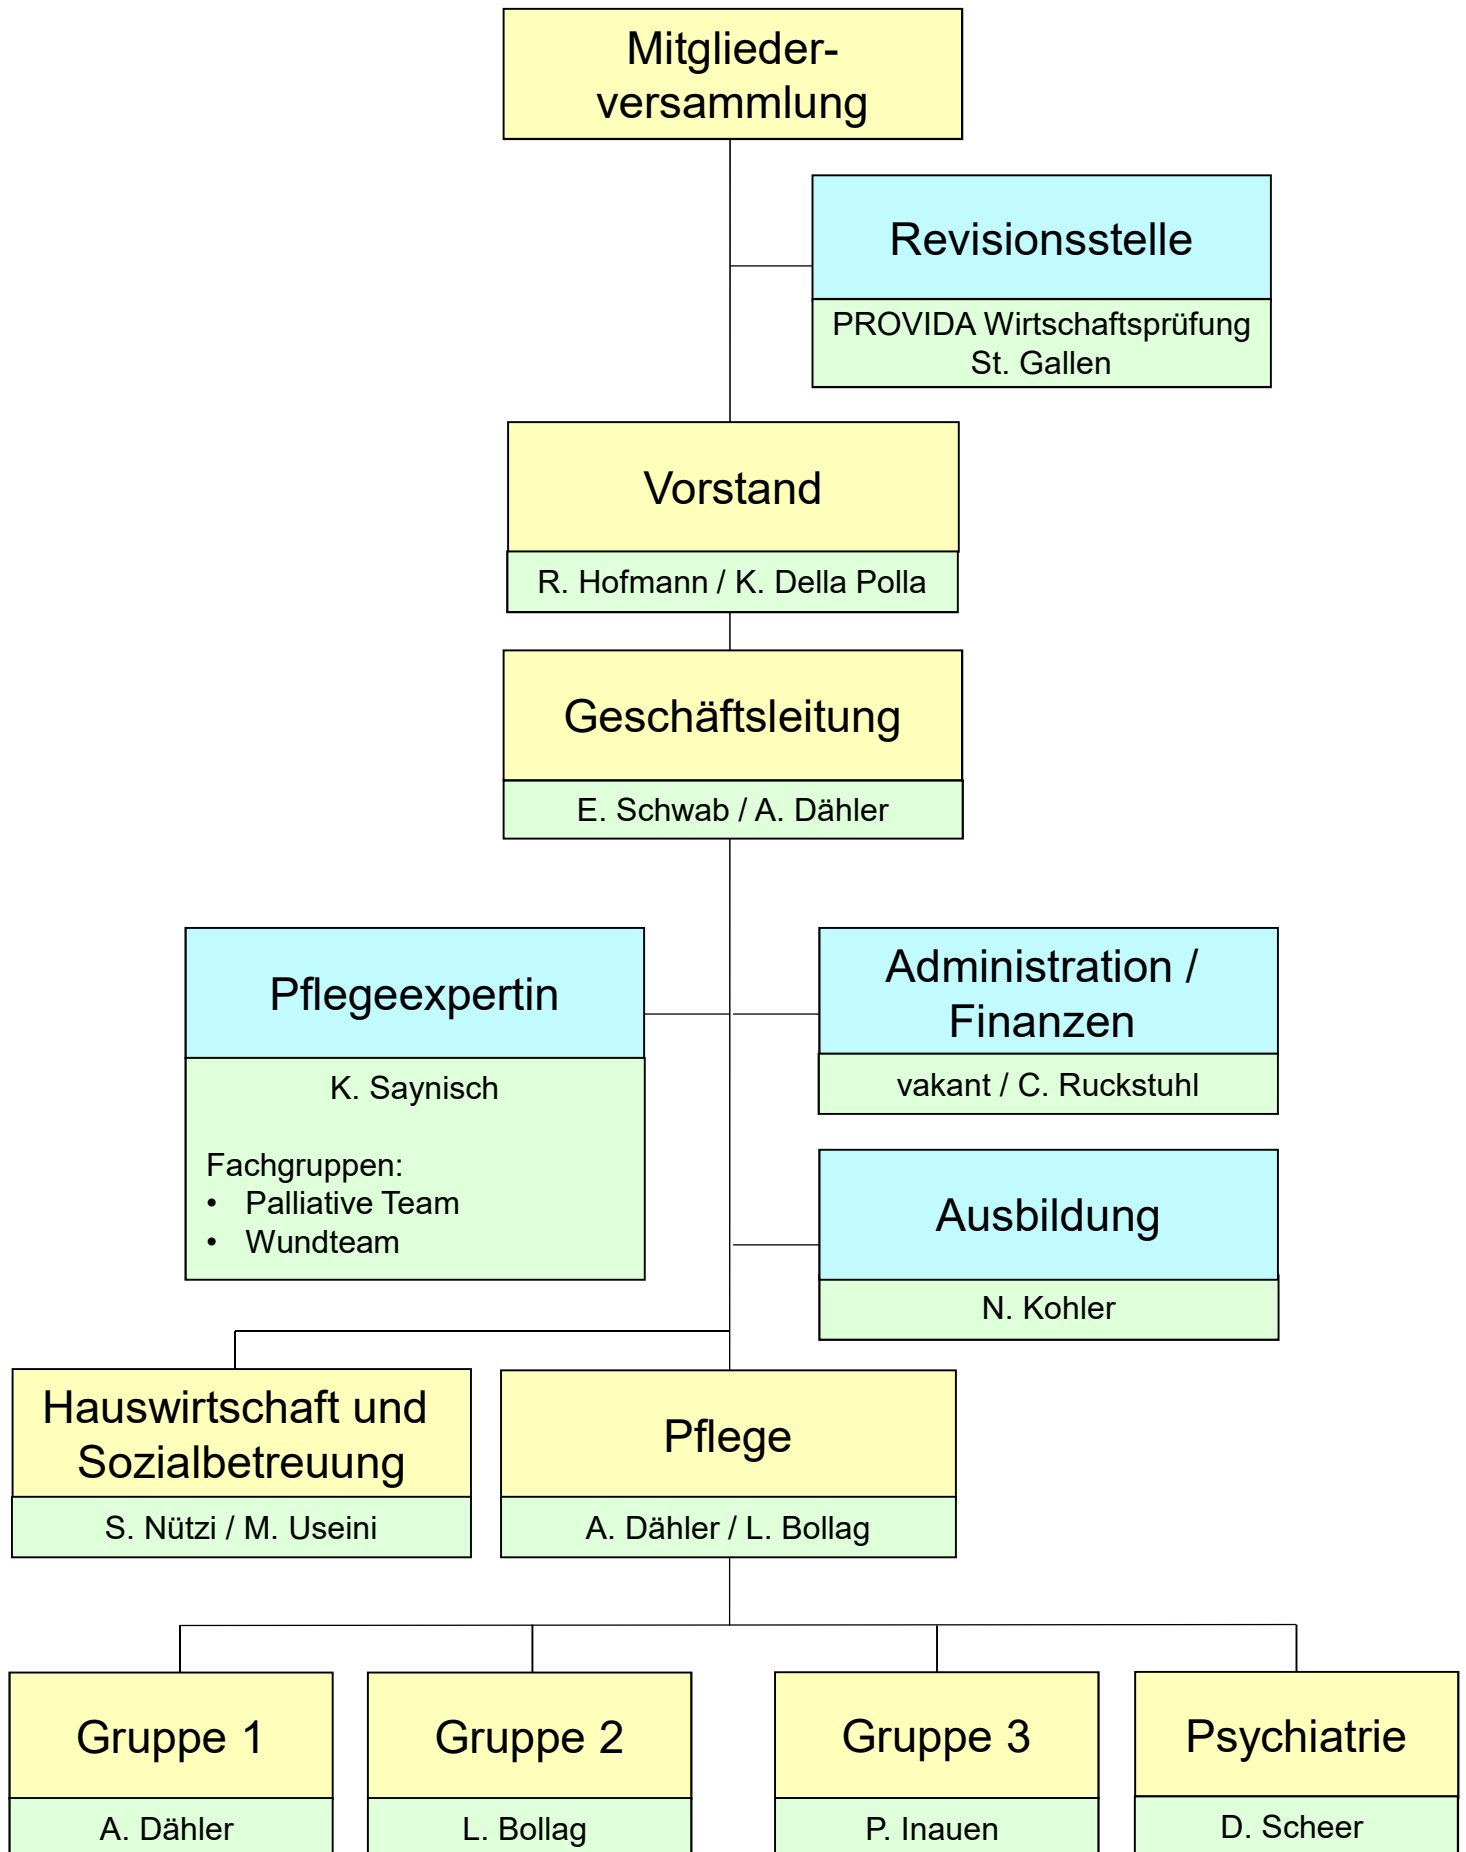 Mitglieder-
versammlung
Revisionsstelle
PROVIDA Wirtschaftsprüfung
St. Gallen
Vorstand
R. Hofmann / K. Della Polla
Geschäftsleitung
E. Schwab / A. Dähler
Pflegeexpertin
K. Saynisch
Fachgruppen:
• Palliative Team
• Wundteam
Administration /
Finanzen
vakant / C. Ruckstuhl
Ausbildung
N. Kohler
Hauswirtschaft und
Sozialbetreuung
S. Nützi / M. Useini
Pflege
A. Dähler / L. Bollag
Gruppe 1
A. Dähler
Gruppe 2
L. Bollag
Gruppe 3
P. Inauen
Psychiatrie
D. Scheer